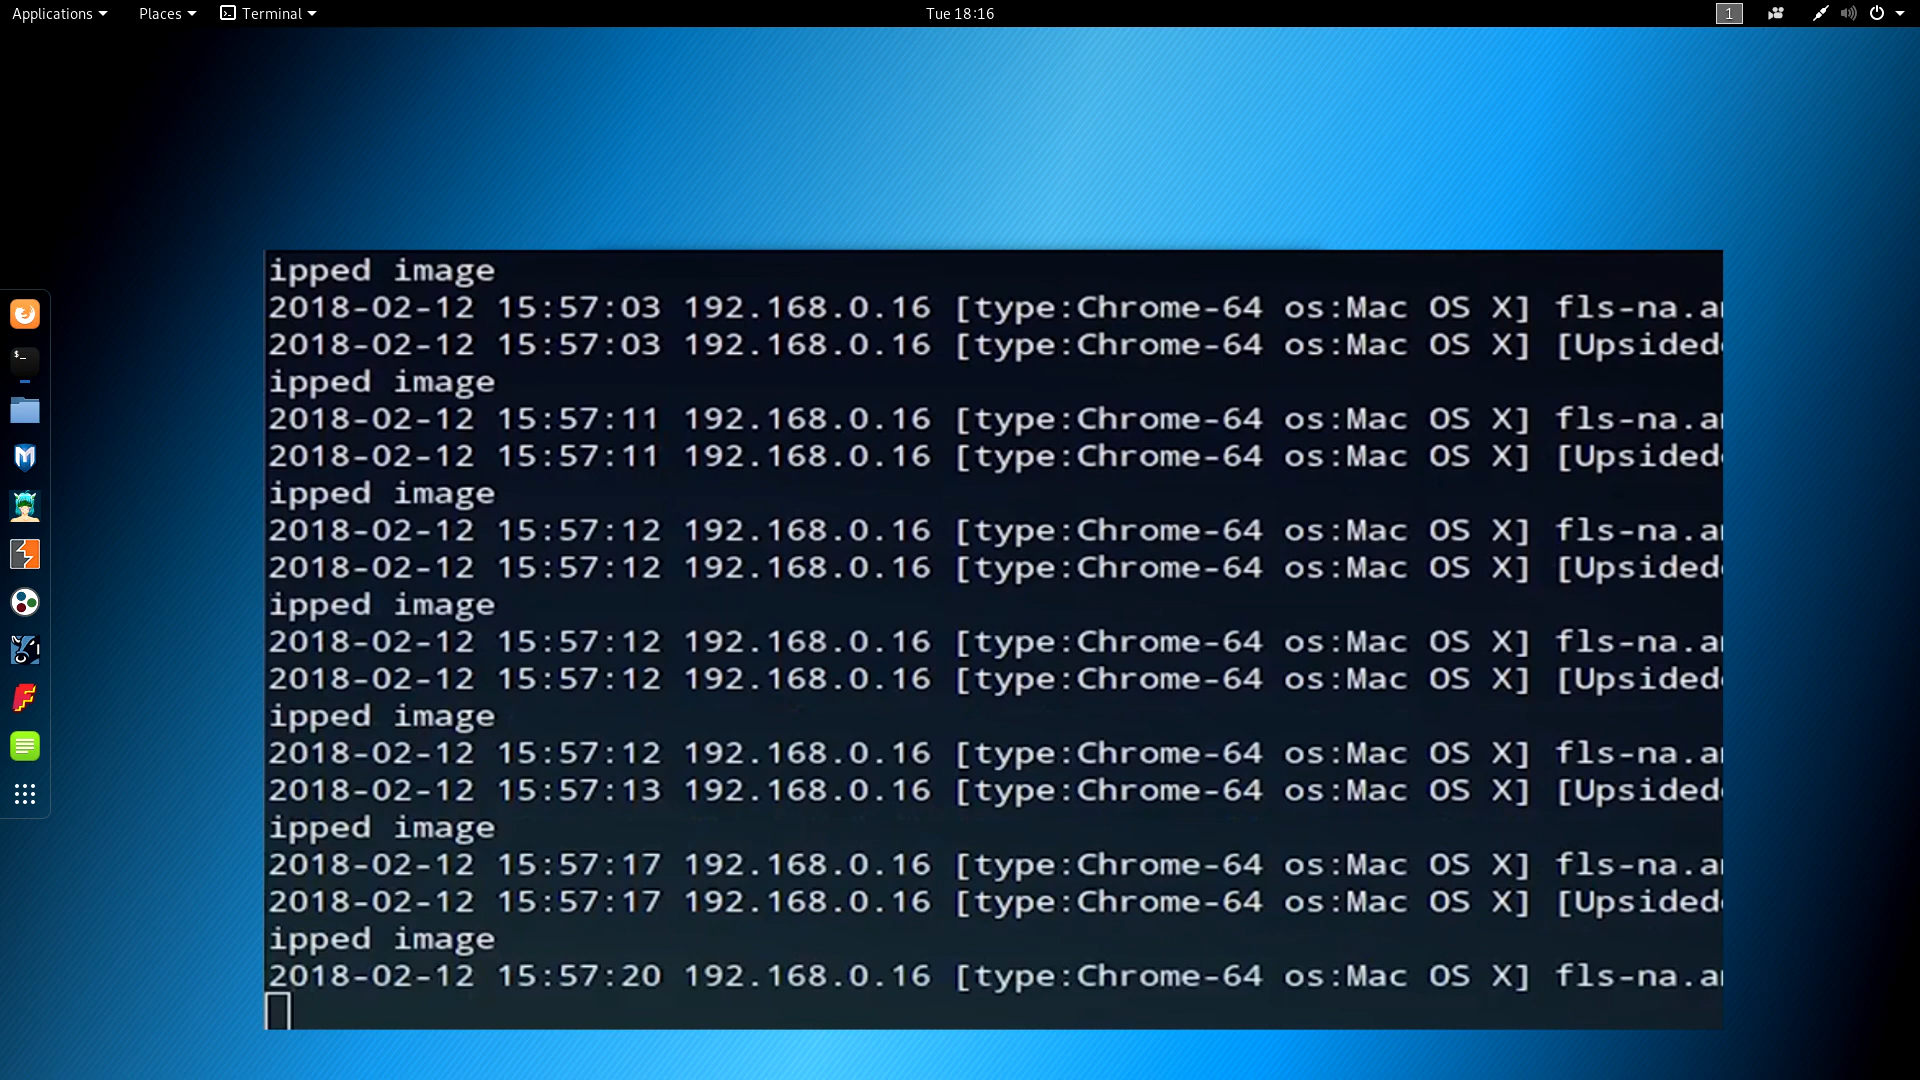 Applications Places Terminal Tue 18:16 1
ipped image
2018-02-12 15:57:03 192.168.0.16 [type:Chrome-64 os:Mac OS X] fls-na.a
2018-02-12 15:57:03 192.168.0.16 [type:Chrome-64 os:Mac OS X] [Upsided
ipped image
2018-02-12 15:57:11 192.168.0.16 [type:Chrome-64 os:Mac OS X] fls-na.a
2018-02-12 15:57:11 192.168.0.16 [type:Chrome-64 os:Mac OS X] [Upsided
ipped image
2018-02-12 15:57:12 192.168.0.16 [type:Chrome-64 os:Mac OS X] fls-na.a
2018-02-12 15:57:12 192.168.0.16 [type:Chrome-64 os:Mac OS X] [Upsided
ipped image
2018-02-12 15:57:12 192.168.0.16 [type:Chrome-64 os:Mac OS X] fls-na.a
2018-02-12 15:57:12 192.168.0.16 [type:Chrome-64 os:Mac OS X] [Upsided
ipped image
2018-02-12 15:57:12 192.168.0.16 [type:Chrome-64 os:Mac OS X] fls-na.a
2018-02-12 15:57:13 192.168.0.16 [type:Chrome-64 os:Mac OS X] [Upsided
ipped image
2018-02-12 15:57:17 192.168.0.16 [type:Chrome-64 os:Mac OS X] fls-na.a
2018-02-12 15:57:17 192.168.0.16 [type:Chrome-64 os:Mac OS X] [Upsided
ipped image
2018-02-12 15:57:20 192.168.0.16 [type:Chrome-64 os:Mac OS X] fls-na.a